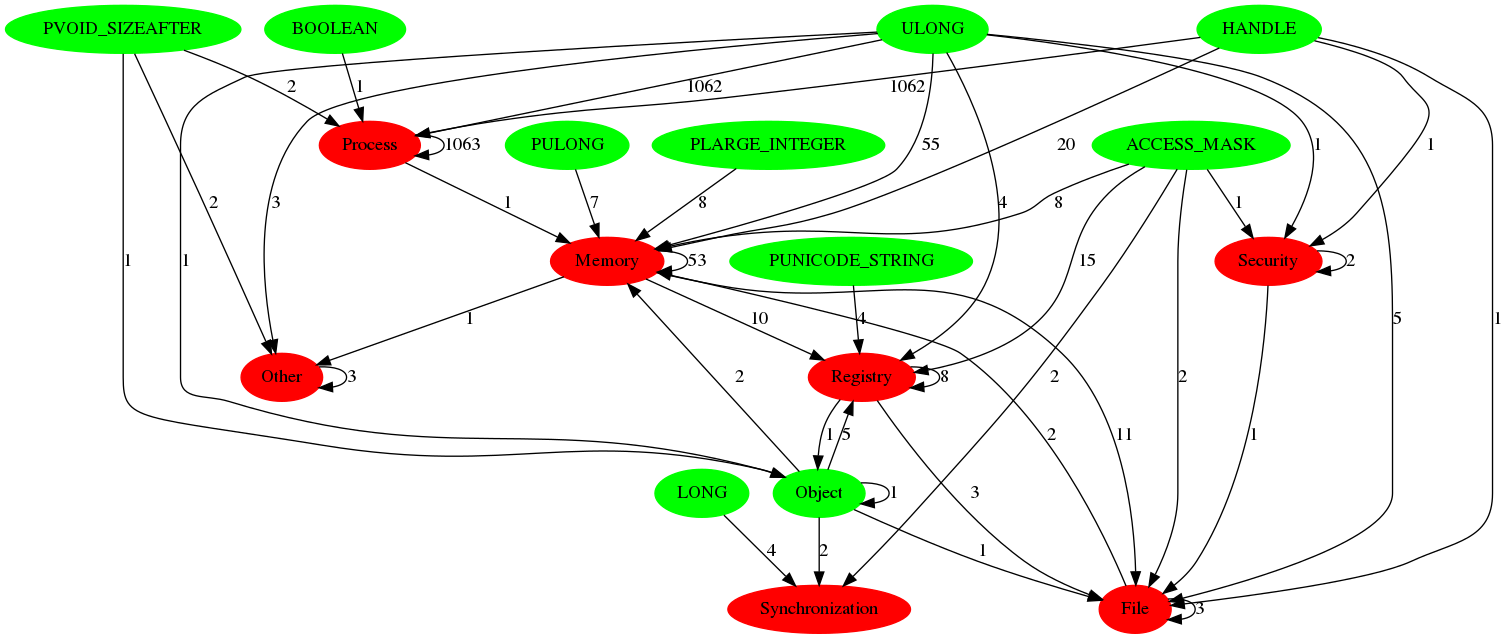 PVOID_SIZEAFTER
BOOLEAN
ULONG
HANDLE
2
1
1062
1062
Process
1063
PULONG
PLARGE_INTEGER
55
20
ACCESS_MASK
1
1
2
3
1
7
8
4
8
1
1
1
Memory
53
PUNICODE_STRING
15
Security
2
1
10
4
5
1
Other
3
2
Registry
8
2
2
1
5
2
11
1
LONG
Object
1
3
4
2
1
Synchronization
File
3